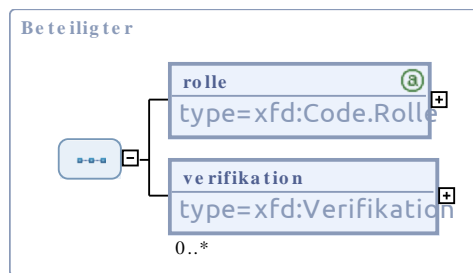 Beteiligter
rolle
a
type=xfd:Code.Rolle
verifikation
type=xfd:Verifikation
0..*